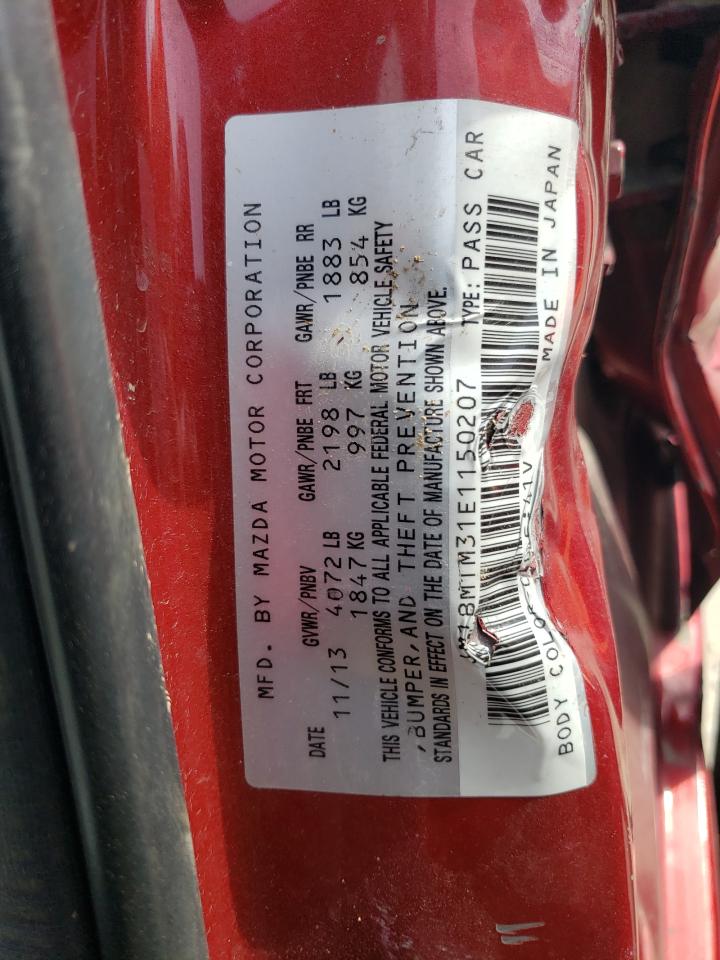 MFD. BY MAZDA MOTOR CORPORATION
GVWR/PNBV GAWR/PNBE FRT GAWR/PNBE RR
DATE 11/13 4072 LB 2198 LB 1883 LB
1847 KG 997 KG 854 KG
THIS VEHICLE CONFORMS TO ALL APPLICABLE FEDERAL MOTOR VEHICLE SAFETY
,BUMPER,AND THEFT PREVENTION
STANDARDS IN EFFECT ON THE DATE OF MANUFACTURE SHOWN ABOVE.
TYPE: PASS CAR
BODY COLOR
MADE IN JAPAN